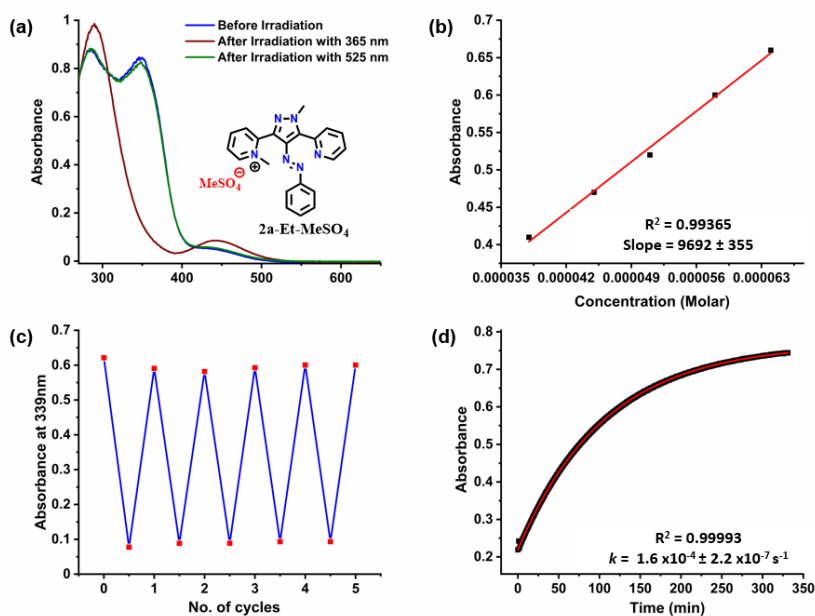 (a)
Before Irradiation
After Irradiation with 365 nm
After Irradiation with 525 nm
1
0.8
0.6
0.4
0.2
0
Absorbance
300 400 500 600
N N
N
N
N
N
+
MeSO4 ⊖
2a-Et-MeSO4
(b)
0.65
0.60
0.55
0.5
0.45
0.4
Absorbance
R² = 0.99365
Slope = 9692 ± 355
0.000035 0.000042 0.000049 0.000056 0.000063
Concentration (Molar)
(c)
0.7
0.6
0.5
0.4
0.3
0.2
0.1
0.0
Absorbance at 339nm
0 1 2 3 4 5
No. of cycles
(d)
0.8
0.7
0.6
0.5
0.4
0.3
0.2
Absorbance
R² = 0.99993
k = 1.6 x10⁻⁴ ± 2.2 x10⁻⁷ s⁻¹
0 50 100 150 200 250 300 350
Time (min)